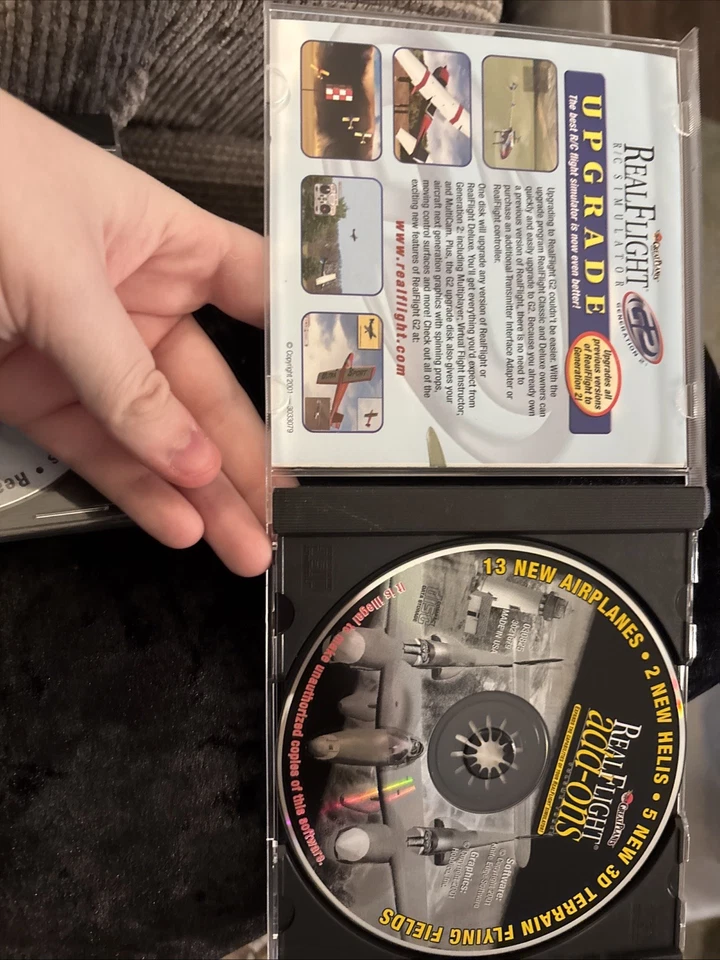 GREAT PLANES
REALFLIGHT
R/C SIMULATOR
G2
GENERATION 2
UPGRADE
The best R/C flight simulator is now even better!
Upgrades all
previous versions
of RealFlight to
Generation 2!
Upgrading to RealFlight G2 couldn't be easier. With the
upgrade program RealFlight Classic and Deluxe owners can
quickly and easily upgrade to G2. Because you already own
a previous version of RealFlight, there is no need to
purchase an additional Transmitter Interface Adapter or
RealFlight controller.
One disk will upgrade any version of RealFlight or
RealFlight Deluxe. You'll get everything you'd expect from
Generation 2; including Multiplayer, Virtual Flight Instructor;
and MultiCam. Plus, the G2 upgrade disk also gives your
aircraft next generation graphics with spinning props,
moving control surfaces and more! Check out all of the
exciting new features of RealFlight G2 at:
www.realflight.com
© Copyright 2001
3033079
13 NEW AIRPLANES • 2 NEW HELIS • 5 NEW 3D TERRAIN FLYING FIELDS
GREAT PLANES
REALFLIGHT
add-ons
MADE IN USA
Software:
Graphics:
It is illegal to make unauthorized copies of this software.
s • Rea